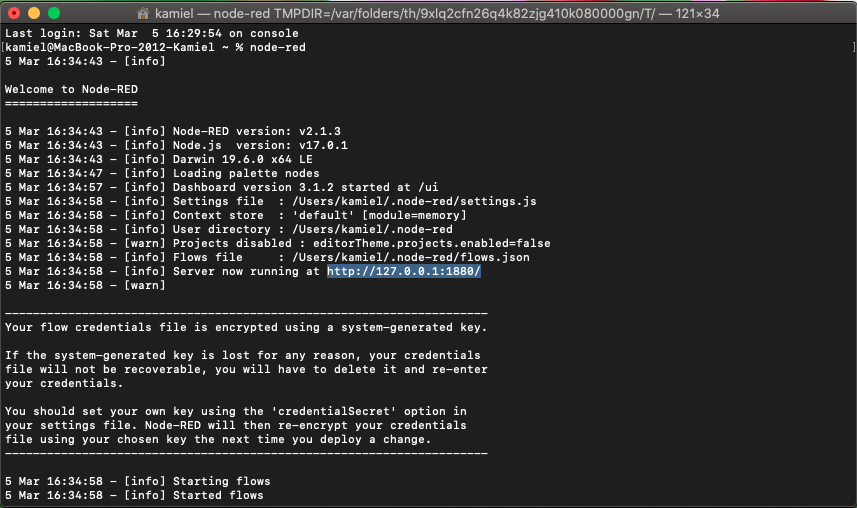 kamiel — node-red TMPDIR=/var/folders/th/9xlq2cfn26q4k82zjg410k080000gn/T/ — 121×34
Last login: Sat Mar  5 16:29:54 on console
[kamiel@MacBook-Pro-2012-Kamiel ~ % node-red ]
5 Mar 16:34:43 - [info]
Welcome to Node-RED
===================
5 Mar 16:34:43 - [info] Node-RED version: v2.1.3
5 Mar 16:34:43 - [info] Node.js  version: v17.0.1
5 Mar 16:34:43 - [info] Darwin 19.6.0 x64 LE
5 Mar 16:34:47 - [info] Loading palette nodes
5 Mar 16:34:57 - [info] Dashboard version 3.1.2 started at /ui
5 Mar 16:34:58 - [info] Settings file  : /Users/kamiel/.node-red/settings.js
5 Mar 16:34:58 - [info] Context store  : 'default' [module=memory]
5 Mar 16:34:58 - [info] User directory : /Users/kamiel/.node-red
5 Mar 16:34:58 - [warn] Projects disabled : editorTheme.projects.enabled=false
5 Mar 16:34:58 - [info] Flows file     : /Users/kamiel/.node-red/flows.json
5 Mar 16:34:58 - [info] Server now running at http://127.0.0.1:1880/
5 Mar 16:34:58 - [warn]
---------------------------------------------------------------------
Your flow credentials file is encrypted using a system-generated key.
If the system-generated key is lost for any reason, your credentials
file will not be recoverable, you will have to delete it and re-enter
your credentials.
You should set your own key using the 'credentialSecret' option in
your settings file. Node-RED will then re-encrypt your credentials
file using your chosen key the next time you deploy a change.
---------------------------------------------------------------------
5 Mar 16:34:58 - [info] Starting flows
5 Mar 16:34:58 - [info] Started flows